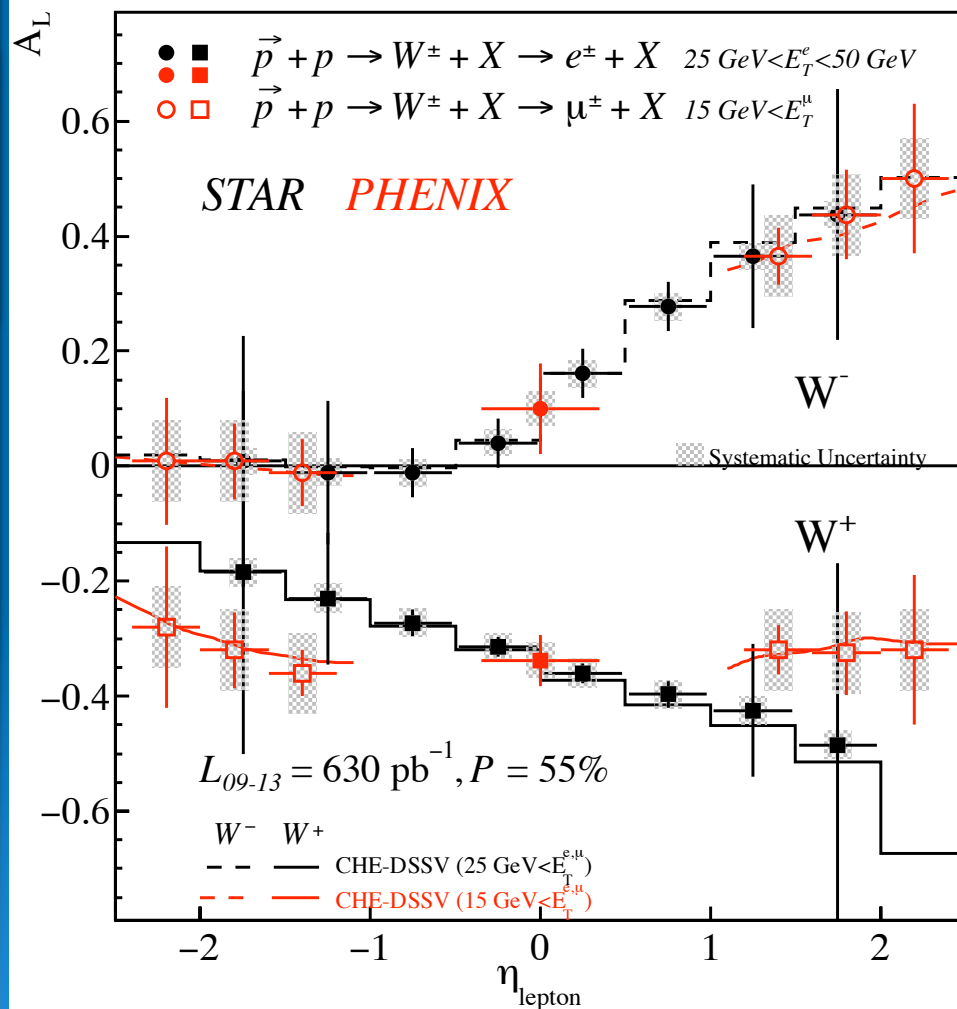 A_L
p⃗ + p → W^± + X → e^± + X 25 GeV<E_T^e<50 GeV
p⃗ + p → W^± + X → μ^± + X 15 GeV<E_T^μ
STAR PHENIX
W^-
Systematic Uncertainty
W^+
L_{09-13} = 630 pb^{-1}, P = 55%
W^- W^+
CHE-DSSV (25 GeV<E_T^{e,μ})
CHE-DSSV (15 GeV<E_T^{e,μ})
0.6
0.4
0.2
0
−0.2
−0.4
−0.6
−2 −1 0 1 2
η_lepton